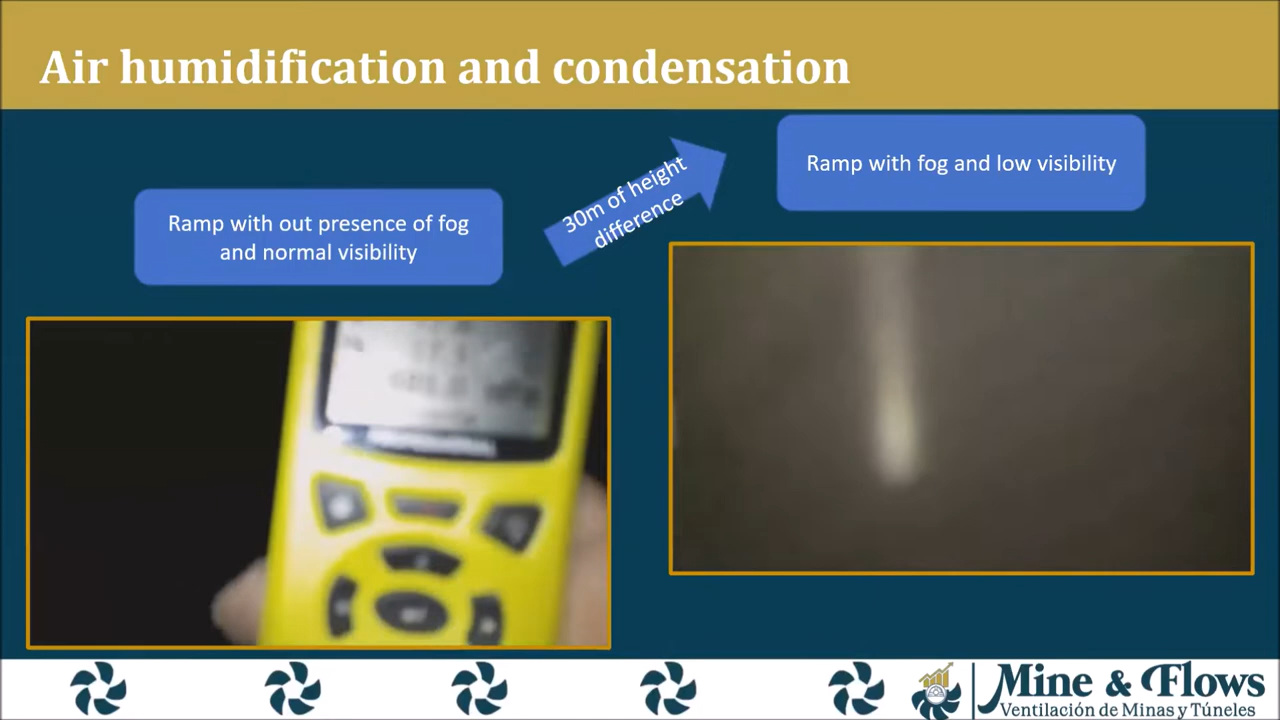 Air humidification and condensation
Ramp with out presence of fog
and normal visibility
30m of height
difference
Ramp with fog and low visibility
Mine & Flows
Ventilación de Minas y Túneles